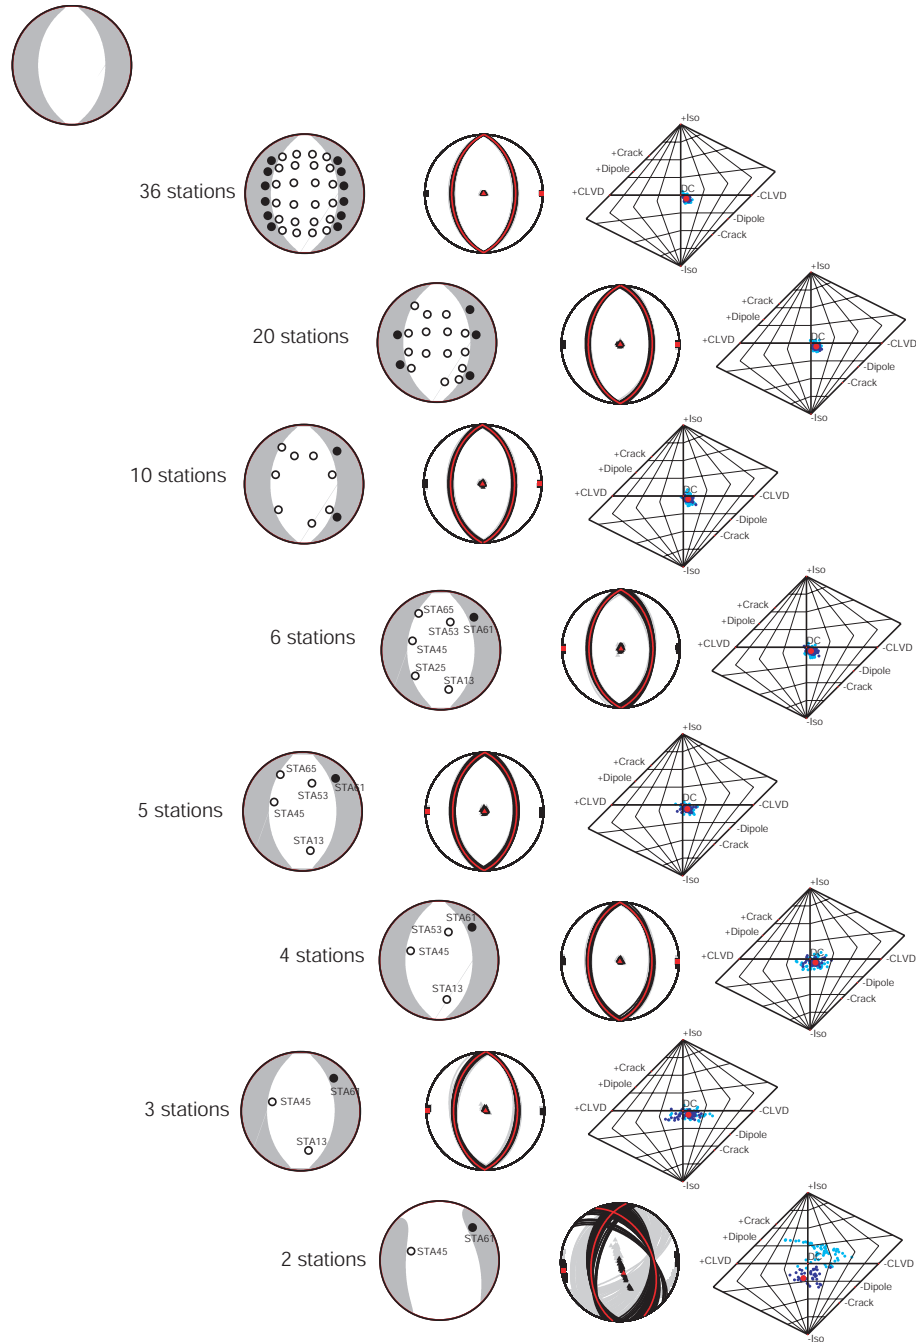 +Iso
+Crack
+Dipole
36 stations
+CLVD
DC
-CLVD
-Dipole
-Crack
-Iso
+Iso
+Crack
+Dipole
20 stations
+CLVD
DC
-CLVD
-Dipole
-Crack
-Iso
+Iso
+Crack
+Dipole
10 stations
+CLVD
DC
-CLVD
-Dipole
-Crack
-Iso
+Iso
+Crack
+Dipole
6 stations
STA65
STA53
STA61
STA45
STA25
STA13
+CLVD
DC
-CLVD
-Dipole
-Crack
-Iso
+Iso
+Crack
+Dipole
5 stations
STA65
STA61
STA53
STA45
STA13
+CLVD
DC
-CLVD
-Dipole
-Crack
-Iso
+Iso
+Crack
+Dipole
4 stations
STA61
STA53
STA45
STA13
+CLVD
DC
-CLVD
-Dipole
-Crack
-Iso
+Iso
+Crack
+Dipole
3 stations
STA61
STA45
STA13
+CLVD
DC
-CLVD
-Dipole
-Crack
-Iso
+Iso
+Crack
+Dipole
2 stations
STA61
STA45
+CLVD
DC
-CLVD
-Dipole
-Crack
-Iso